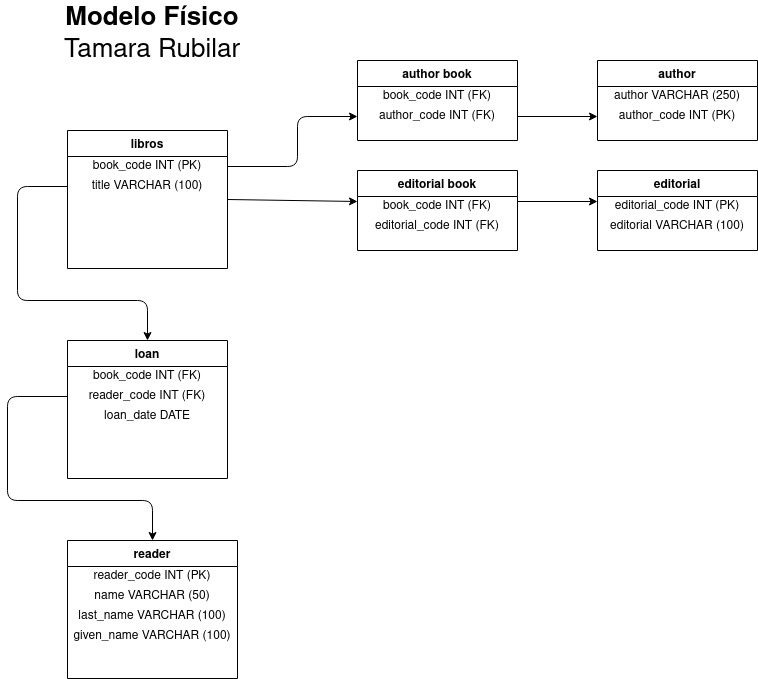 Modelo Físico
Tamara Rubilar
author book
book_code INT (FK)
author_code INT (FK)
author
author VARCHAR (250)
author_code INT (PK)
libros
book_code INT (PK)
title VARCHAR (100)
editorial book
book_code INT (FK)
editorial_code INT (FK)
editorial
editorial_code INT (PK)
editorial VARCHAR (100)
loan
book_code INT (FK)
reader_code INT (FK)
loan_date DATE
reader
reader_code INT (PK)
name VARCHAR (50)
last_name VARCHAR (100)
given_name VARCHAR (100)